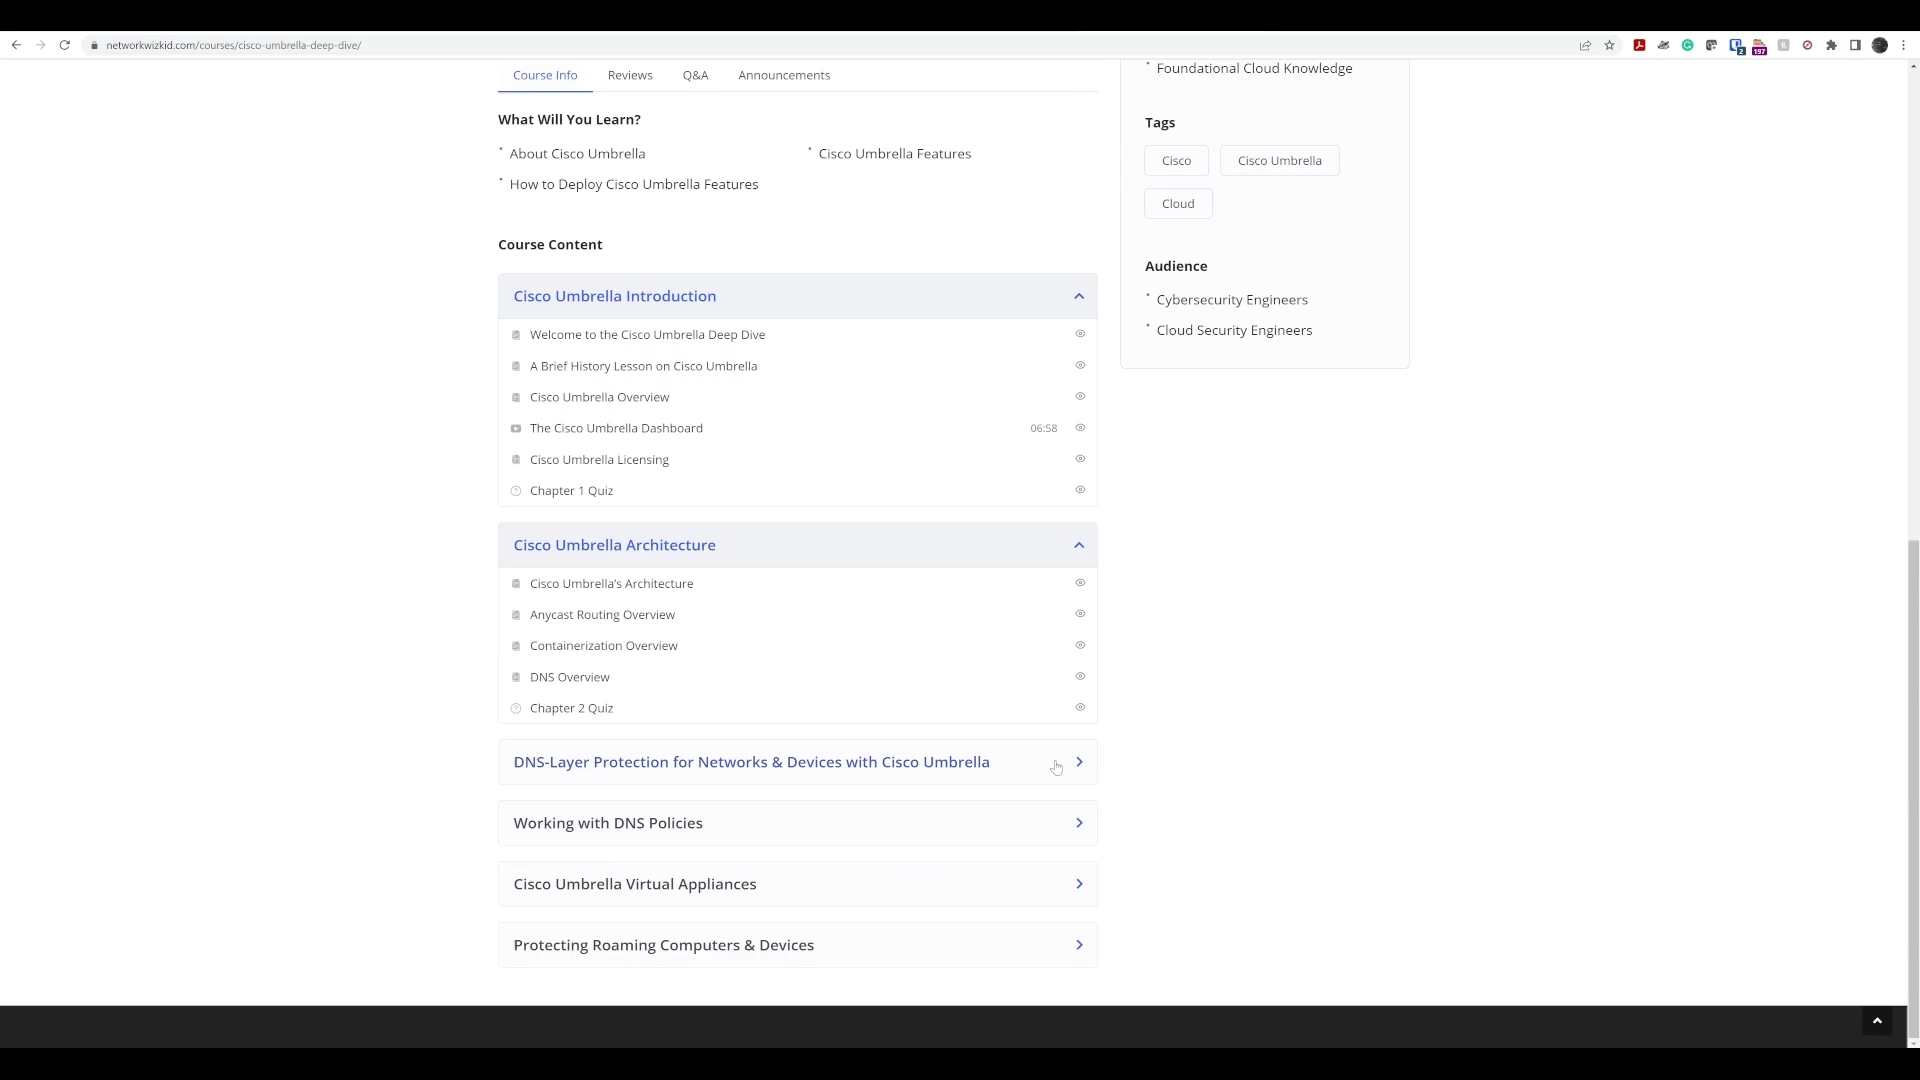 networkwizkid.com/courses/cisco-umbrella-deep-dive/
2
197
Course Info Reviews Q&A Announcements
What Will You Learn?
About Cisco Umbrella
Cisco Umbrella Features
How to Deploy Cisco Umbrella Features
Course Content
Cisco Umbrella Introduction
Welcome to the Cisco Umbrella Deep Dive
A Brief History Lesson on Cisco Umbrella
Cisco Umbrella Overview
The Cisco Umbrella Dashboard 06:58
Cisco Umbrella Licensing
Chapter 1 Quiz
Cisco Umbrella Architecture
Cisco Umbrella’s Architecture
Anycast Routing Overview
Containerization Overview
DNS Overview
Chapter 2 Quiz
DNS-Layer Protection for Networks & Devices with Cisco Umbrella
Working with DNS Policies
Cisco Umbrella Virtual Appliances
Protecting Roaming Computers & Devices
Foundational Cloud Knowledge
Tags
Cisco Cisco Umbrella
Cloud
Audience
Cybersecurity Engineers
Cloud Security Engineers